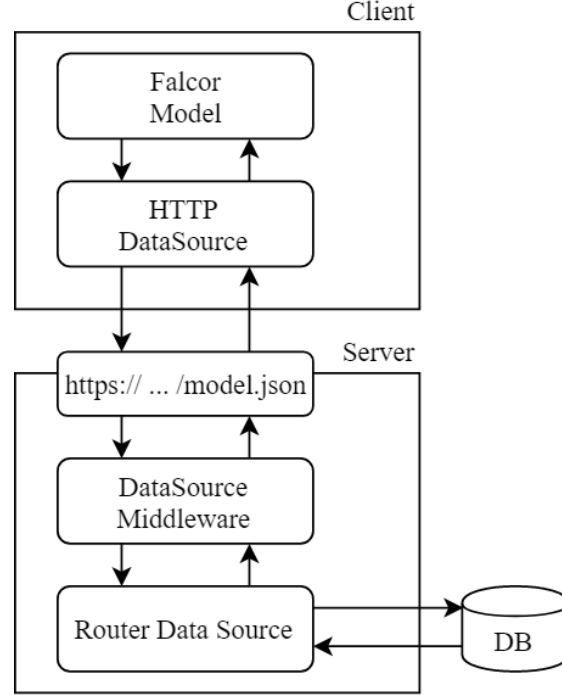 Client
Falcor
Model
HTTP
DataSource
Server
https:// ... /model.json
DataSource
Middleware
Router Data Source
DB